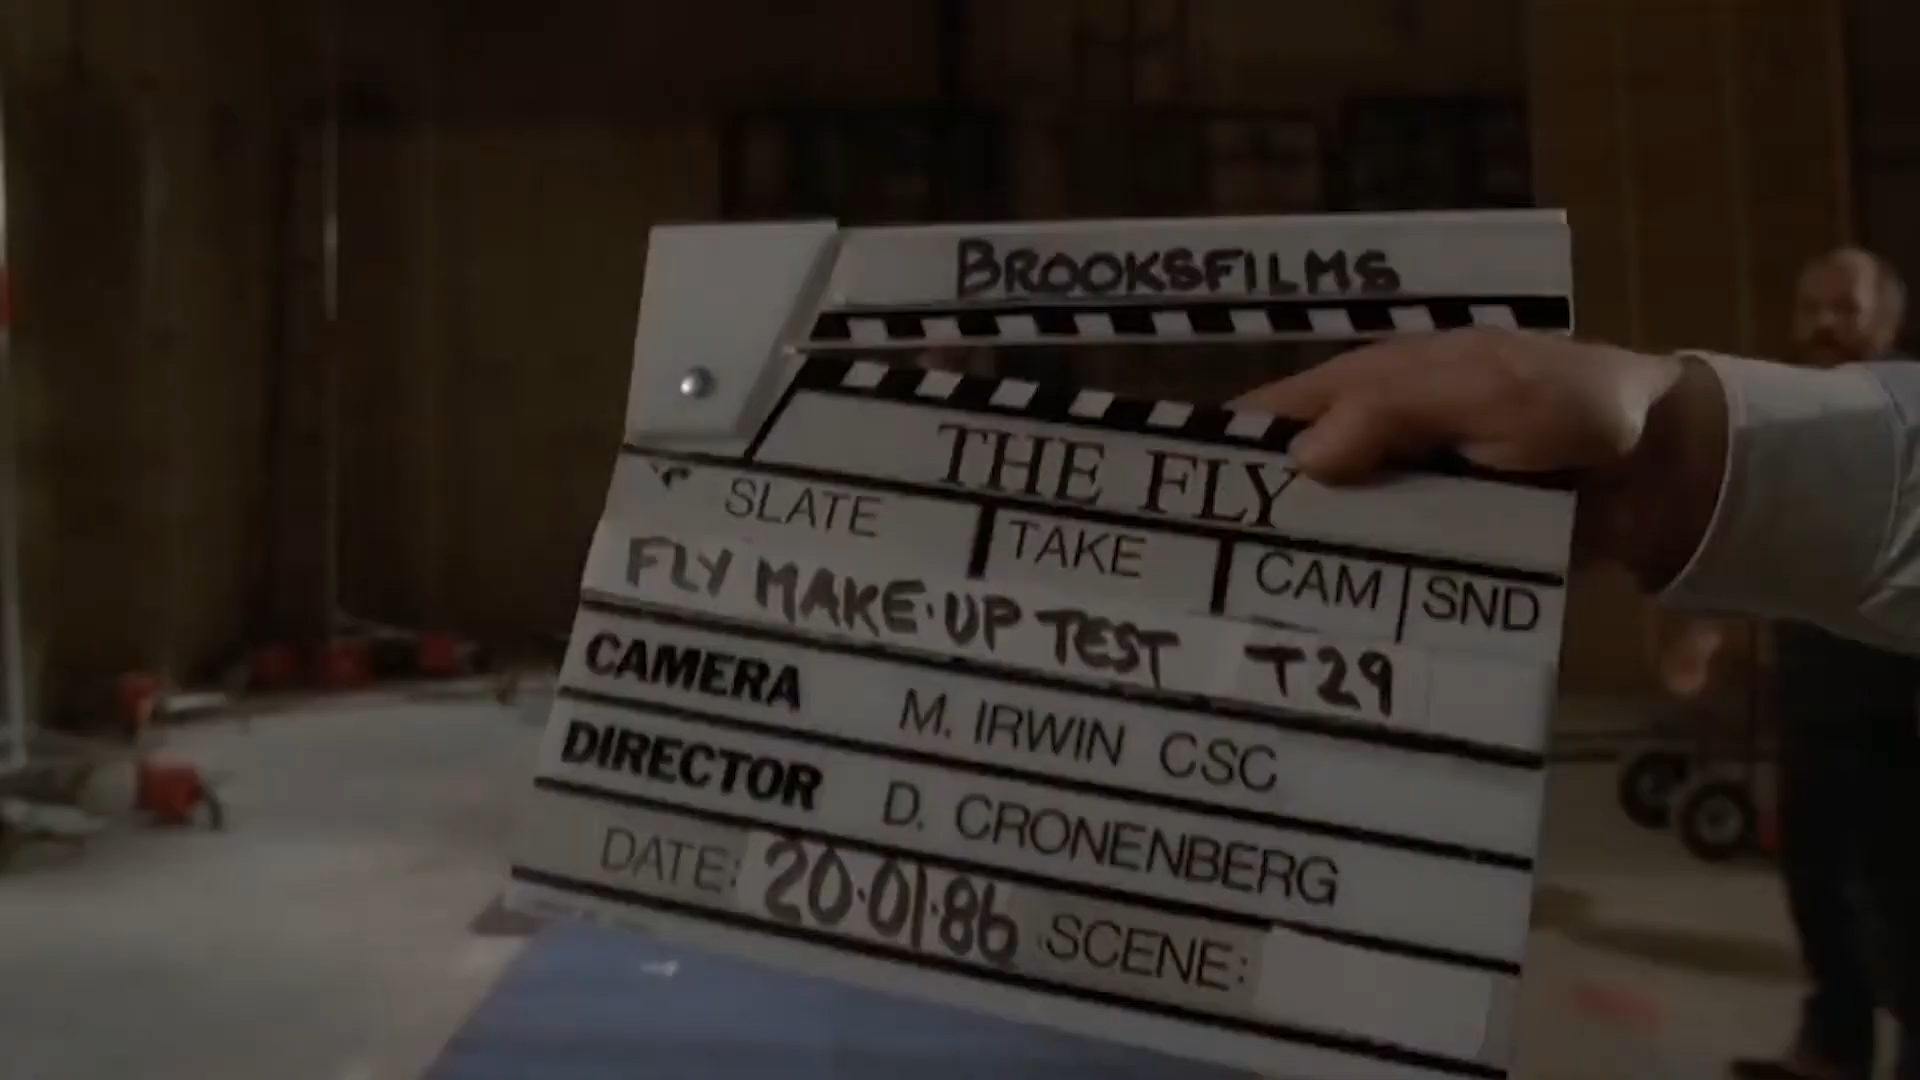 BROOKSFILMS
THE FLY
SLATE TAKE CAM SND
FLY MAKE-UP TEST T29
CAMERA M. IRWIN CSC
DIRECTOR D. CRONENBERG
DATE: 20·01·86 SCENE: